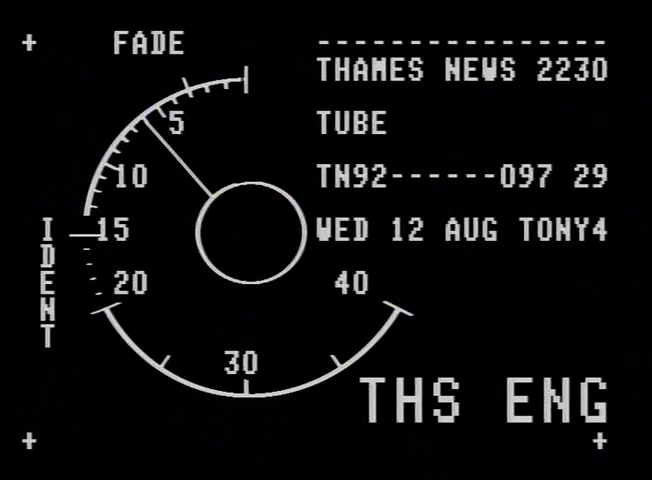 FADE
------------------
THAMES NEWS 2230
5
TUBE
10
TN92------097 29
IDENT
15
WED 12 AUG TONY4
20
40
30
THS ENG